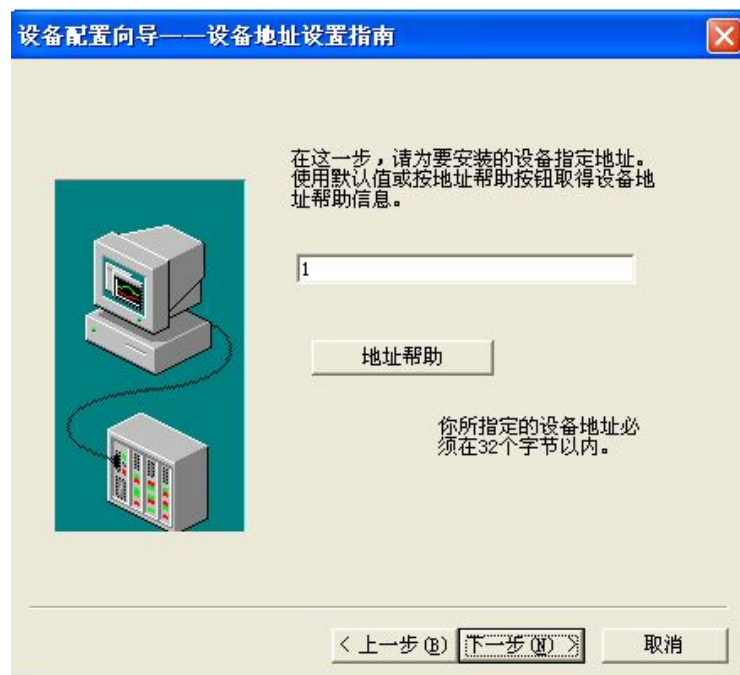 设备配置向导——设备地址设置指南
在这一步，请为要安装的设备指定地址。
使用默认值或按地址帮助按钮取得设备地
址帮助信息。
1
地址帮助
你所指定的设备地址必
须在32个字节以内。
< 上一步(B) 下一步(N) > 取消